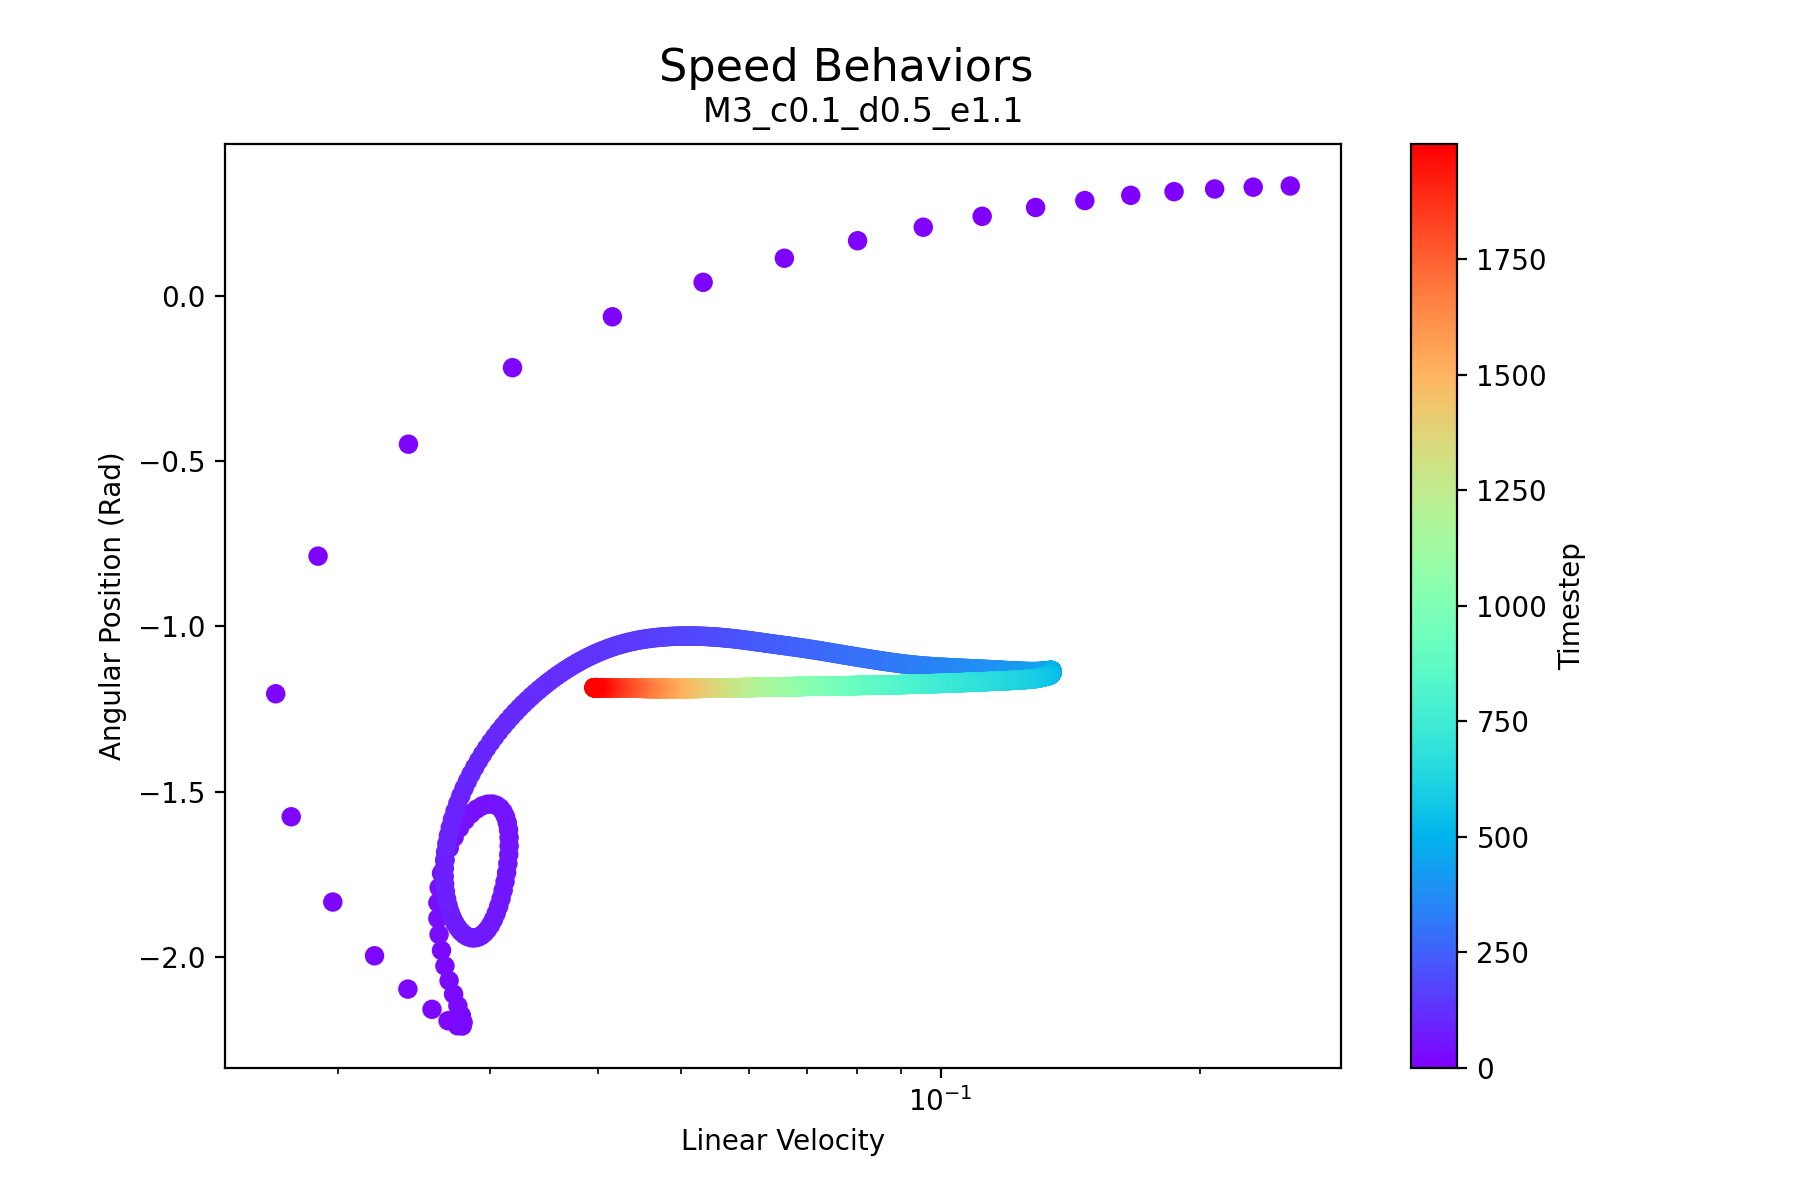 Speed Behaviors
M3_c0.1_d0.5_e1.1
Angular Position (Rad)
0.0
−0.5
−1.0
−1.5
−2.0
10⁻¹
Linear Velocity
1750
1500
1250
1000
750
500
250
0
Timestep